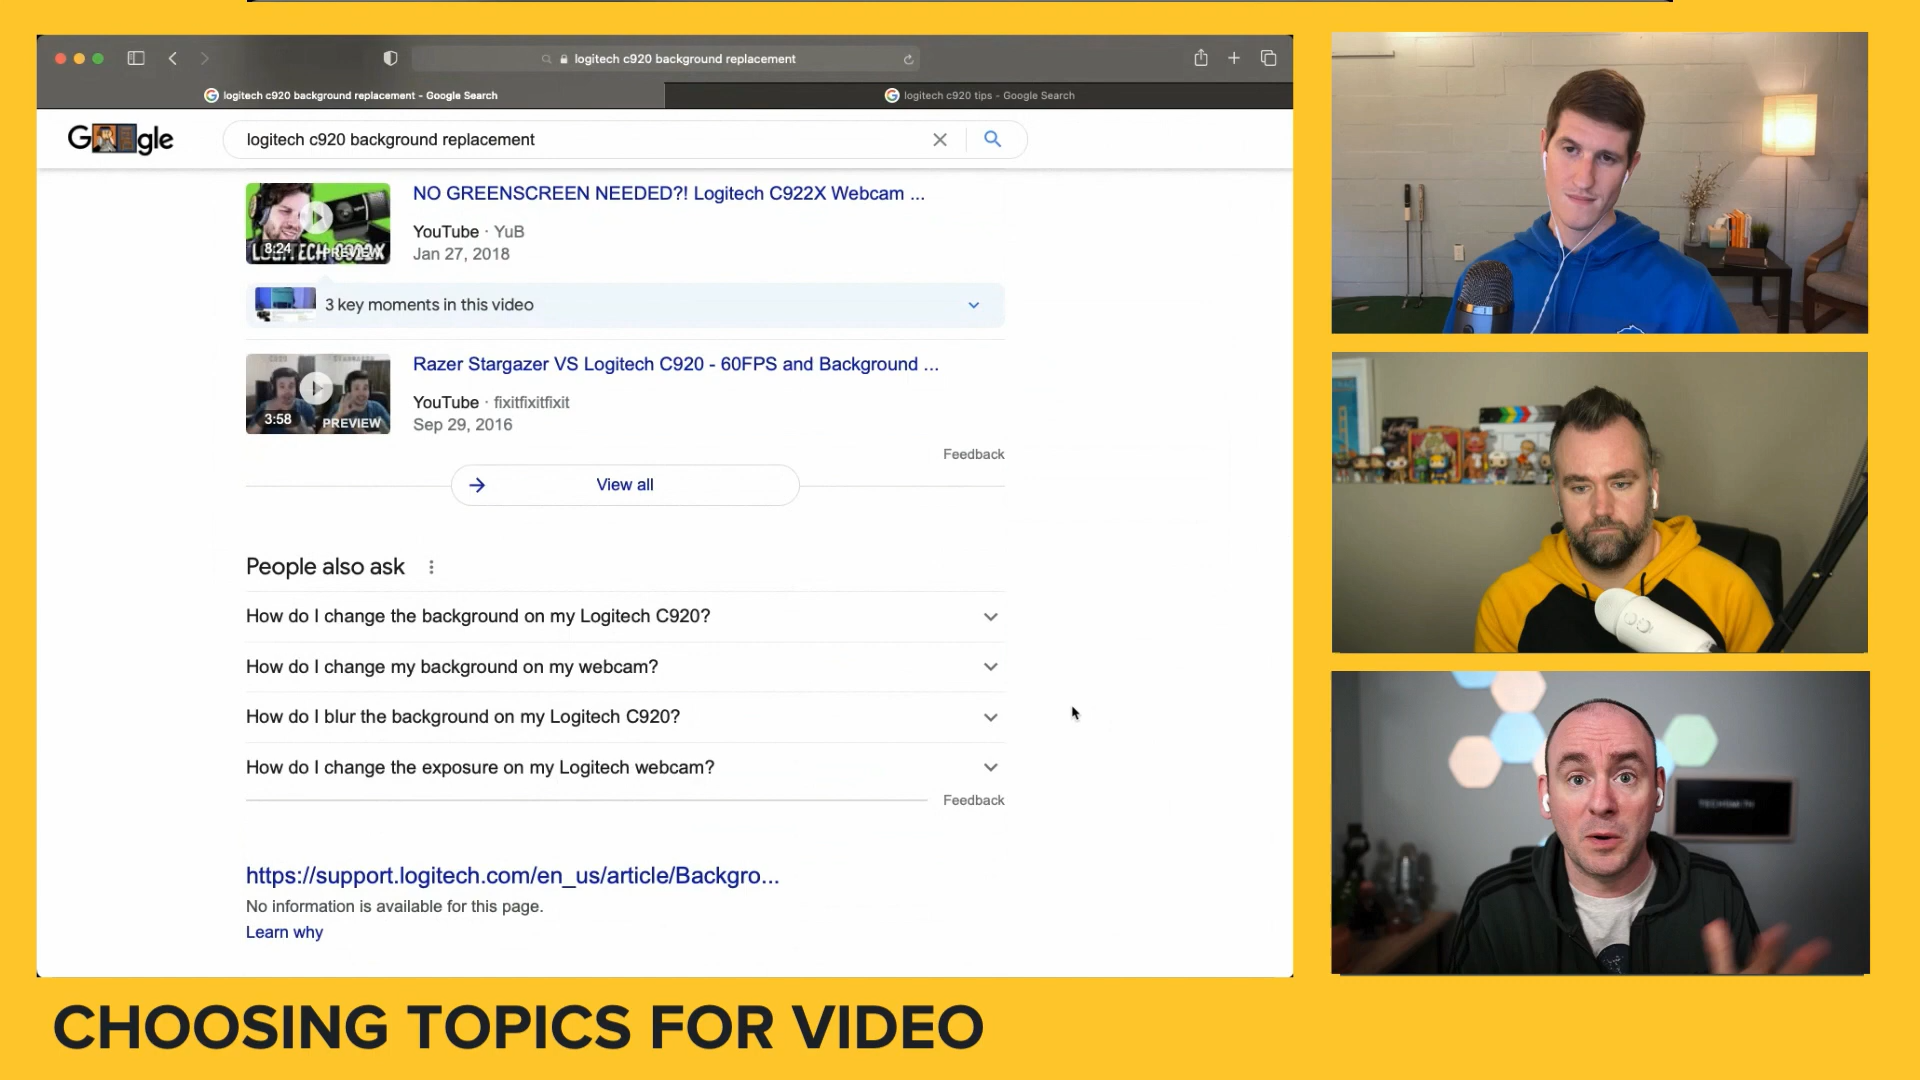 logitech c920 background replacement
logitech c920 background replacement - Google Search
logitech c920 tips - Google Search
G gle
logitech c920 background replacement
NO GREENSCREEN NEEDED?! Logitech C922X Webcam ...
YouTube · YuB
Jan 27, 2018
8:24
PREVIEW
LOGITECH C922X
3 key moments in this video
Razer Stargazer VS Logitech C920 - 60FPS and Background ...
YouTube · fixitfixitfixit
Sep 29, 2016
3:58
PREVIEW
Feedback
View all
People also ask
How do I change the background on my Logitech C920?
How do I change my background on my webcam?
How do I blur the background on my Logitech C920?
How do I change the exposure on my Logitech webcam?
Feedback
https://support.logitech.com/en_us/article/Backgro...
No information is available for this page.
Learn why
TECHSMITH
CHOOSING TOPICS FOR VIDEO